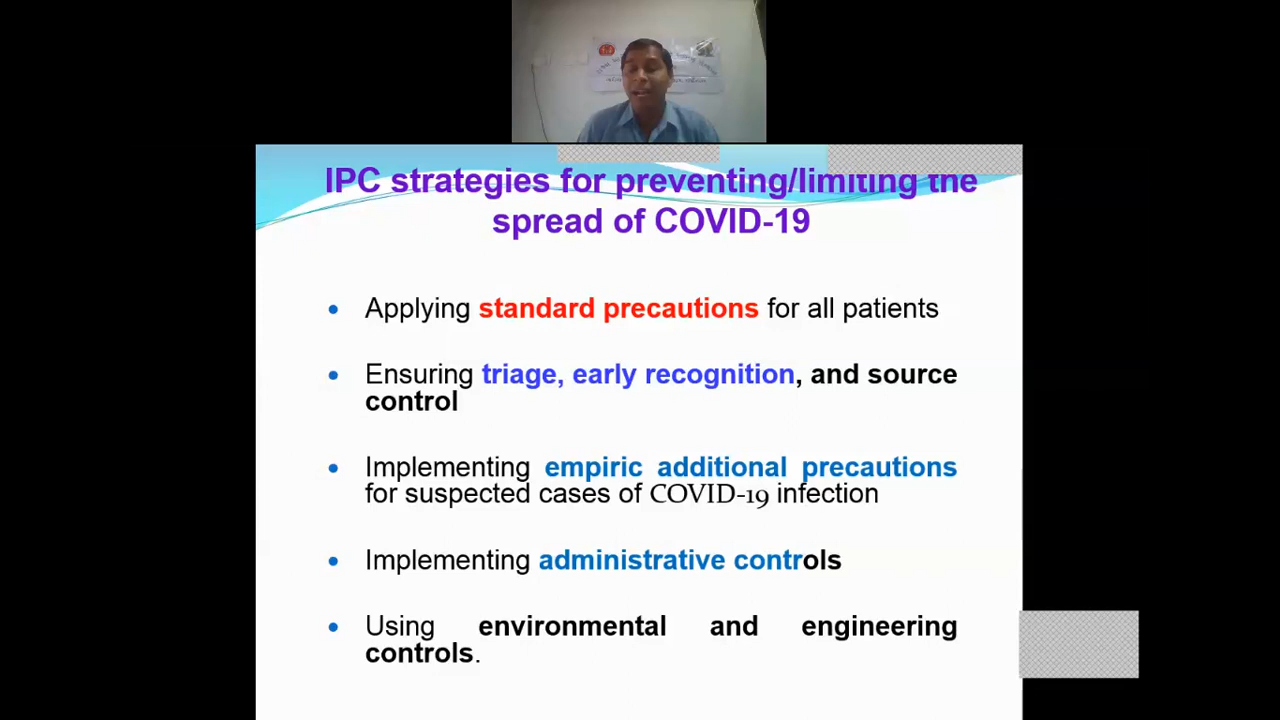 IPC strategies for preventing/limiting the
spread of COVID-19
Applying standard precautions for all patients
Ensuring triage, early recognition, and source
control
Implementing empiric additional precautions
for suspected cases of COVID-19 infection
Implementing administrative controls
Using environmental and engineering
controls.